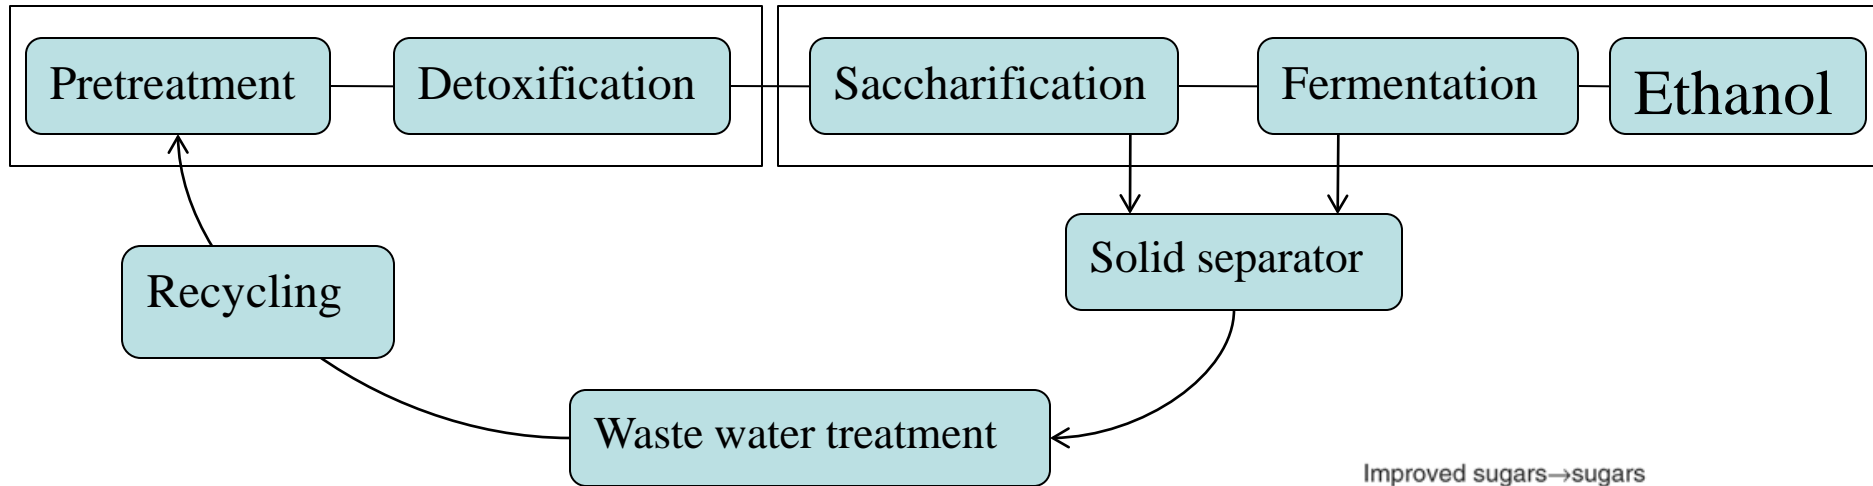 Pretreatment
Detoxification
Saccharification
Fermentation
Ethanol
Solid separator
Recycling
Waste water treatment
Improved sugars→sugars